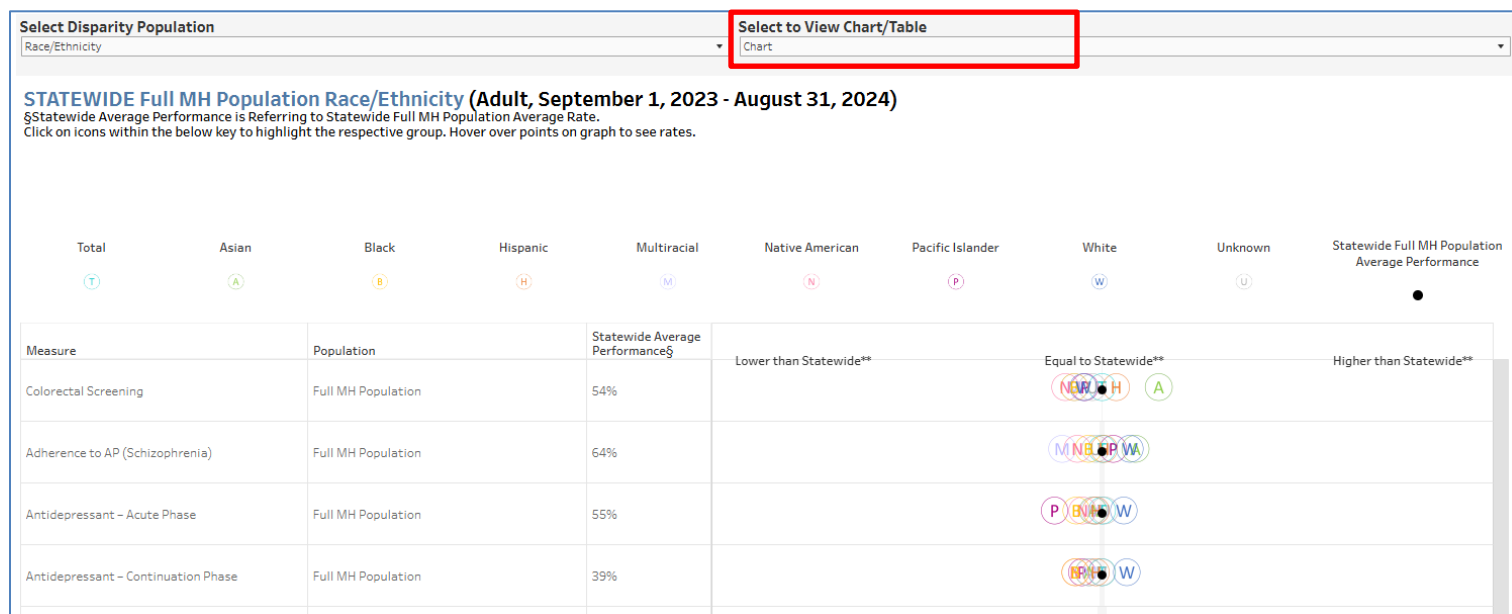 Select Disparity Population
Select to View Chart/Table
Race/Ethnicity
Chart
STATEWIDE Full MH Population Race/Ethnicity (Adult, September 1, 2023 - August 31, 2024)
§Statewide Average Performance is Referring to Statewide Full MH Population Average Rate.
Click on icons within the below key to highlight the respective group. Hover over points on graph to see rates.
Total Asian Black Hispanic Multiracial Native American Pacific Islander White Unknown Statewide Full MH Population
Average Performance
T A B H M N P W U
Measure Population Statewide Average
Performance§
Lower than Statewide** Equal to Statewide** Higher than Statewide**
Colorectal Screening Full MH Population 54% H A
Adherence to AP (Schizophrenia) Full MH Population 64% M N P W A
Antidepressant – Acute Phase Full MH Population 55% P W
Antidepressant – Continuation Phase Full MH Population 39% W